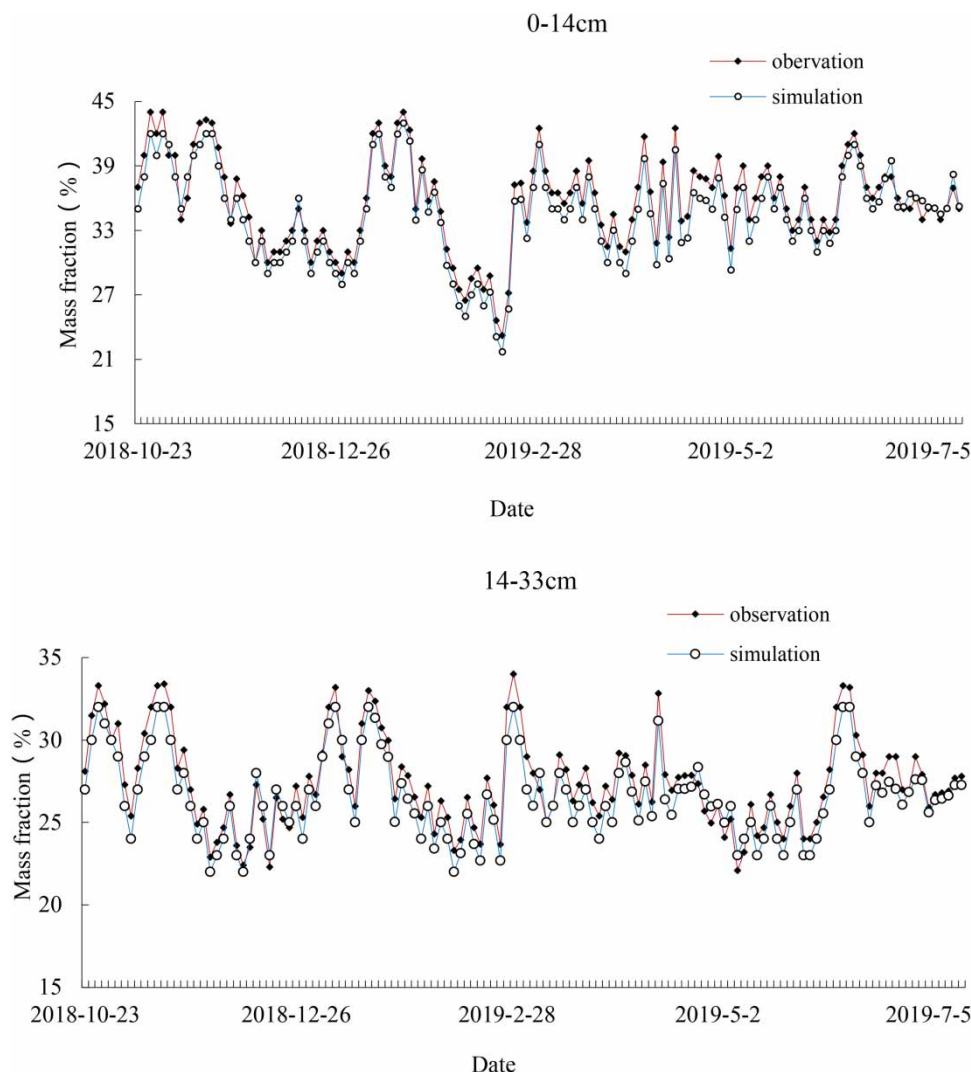 0-14cm
obervation
simulation
45
39
33
27
21
15
Mass fraction ( % )
2018-10-23 2018-12-26 2019-2-28 2019-5-2 2019-7-5
Date
14-33cm
observation
simulation
35
30
25
20
15
Mass fraction ( % )
2018-10-23 2018-12-26 2019-2-28 2019-5-2 2019-7-5
Date